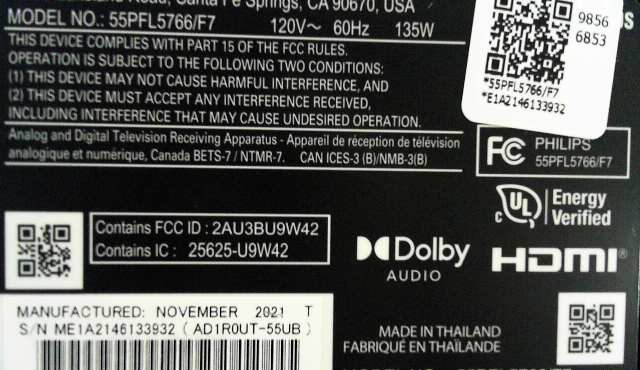 Santa Fe Springs, CA 90670, USA
MODEL NO.: 55PFL5766/F7 120V~ 60Hz 135W
THIS DEVICE COMPLIES WITH PART 15 OF THE FCC RULES.
OPERATION IS SUBJECT TO THE FOLLOWING TWO CONDITIONS:
(1) THIS DEVICE MAY NOT CAUSE HARMFUL INTERFERENCE, AND
(2) THIS DEVICE MUST ACCEPT ANY INTERFERENCE RECEIVED,
INCLUDING INTERFERENCE THAT MAY CAUSE UNDESIRED OPERATION.
Analog and Digital Television Receiving Apparatus - Appareil de réception de télévision
analogique et numérique, Canada BETS-7 / NTMR-7. CAN ICES-3 (B)/NMB-3(B)
9856
6853
*55PFL5766/F7
*E1A2146133932
FC PHILIPS
55PFL5766/F7
c UL Energy
Verified
Contains FCC ID : 2AU3BU9W42
Contains IC : 25625-U9W42
Dolby
AUDIO
HDMI®
MANUFACTURED: NOVEMBER 2021 T
S/N ME1A2146133932 ( AD1R0UT-55UB )
MADE IN THAILAND
FABRIQUÉ EN THAÏLANDE